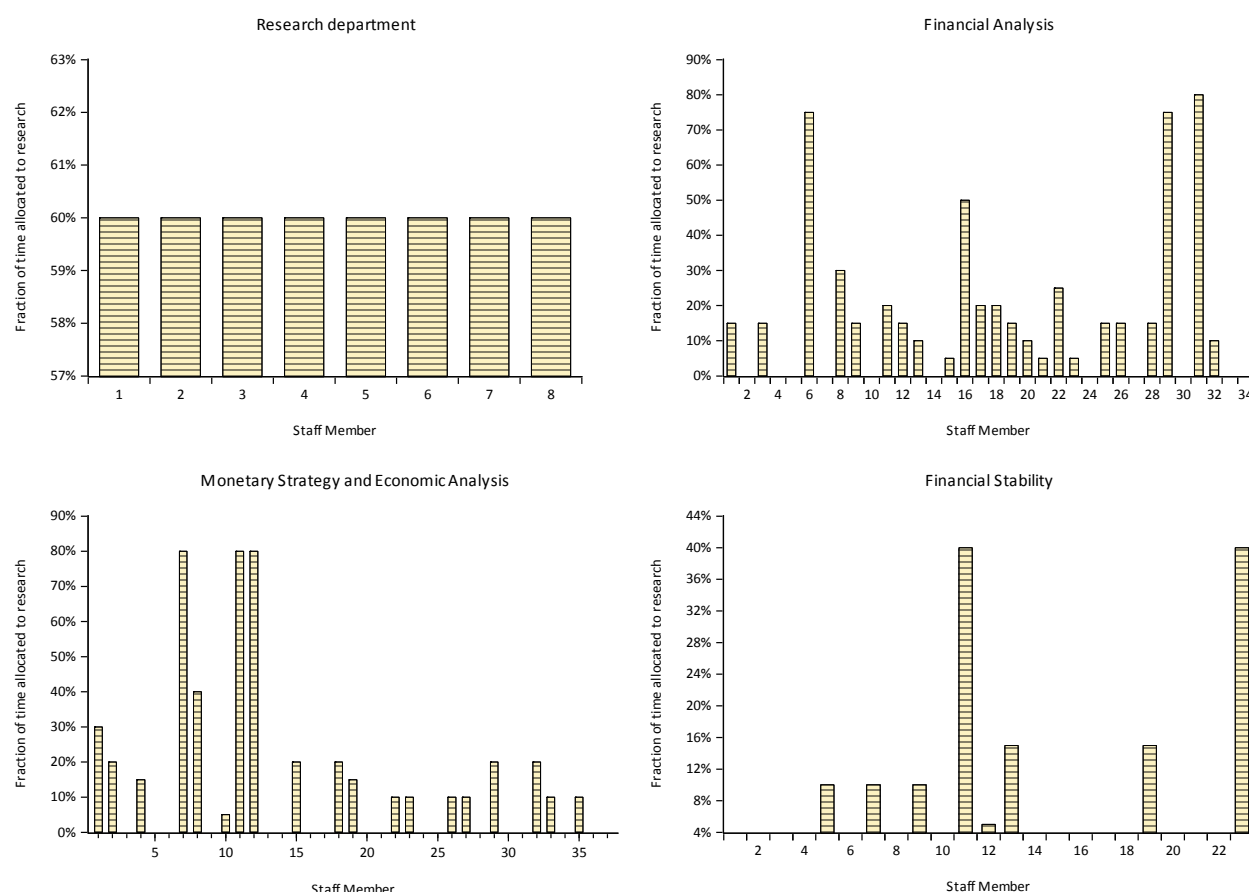 Research department
63%
62%
61%
60%
59%
58%
57%
Fraction of time allocated to research
1 2 3 4 5 6 7 8
Staff Member
Financial Analysis
90%
80%
70%
60%
50%
40%
30%
20%
10%
0%
Fraction of time allocated to research
2 4 6 8 10 12 14 16 18 20 22 24 26 28 30 32 34
Staff Member
Monetary Strategy and Economic Analysis
90%
80%
70%
60%
50%
40%
30%
20%
10%
0%
Fraction of time allocated to research
5 10 15 20 25 30 35
Staff Member
Financial Stability
44%
40%
36%
32%
28%
24%
20%
16%
12%
8%
4%
Fraction of time allocated to research
2 4 6 8 10 12 14 16 18 20 22
Staff Member